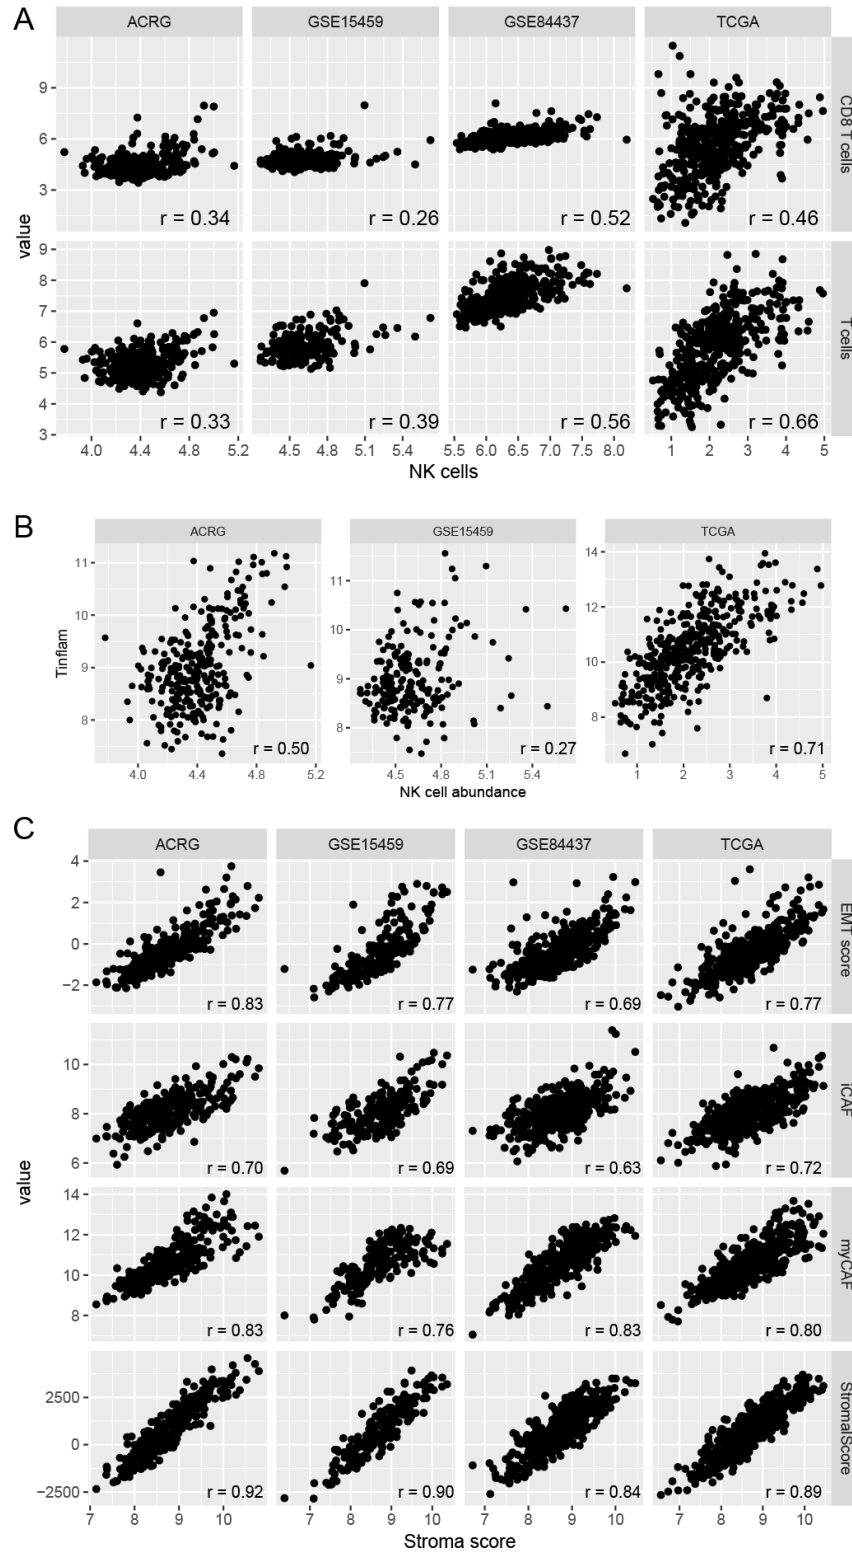 A
ACRG GSE15459 GSE84437 TCGA
9
6
3
CD8 T cells
r = 0.34 r = 0.26 r = 0.52 r = 0.46
value
9
8
7
6
5
4
3
T cells
r = 0.33 r = 0.39 r = 0.56 r = 0.66
4.0 4.4 4.8 5.2 4.5 4.8 5.1 5.4 5.5 6.0 6.5 7.0 7.5 8.0 1 2 3 4 5
NK cells
B
ACRG GSE15459 TCGA
Tinflam
11
10
9
8
11
10
9
8
14
12
10
8
r = 0.50 r = 0.27 r = 0.71
4.0 4.4 4.8 5.2 4.5 4.8 5.1 5.4 1 2 3 4 5
NK cell abundance
C
ACRG GSE15459 GSE84437 TCGA
4
2
0
−2
EMT score
r = 0.83 r = 0.77 r = 0.69 r = 0.77
10
8
6
iCAF
r = 0.70 r = 0.69 r = 0.63 r = 0.72
value
14
12
10
8
myCAF
r = 0.83 r = 0.76 r = 0.83 r = 0.80
2500
0
−2500
StromalScore
r = 0.92 r = 0.90 r = 0.84 r = 0.89
7 8 9 10 7 8 9 10 7 8 9 10 7 8 9 10
Stroma score